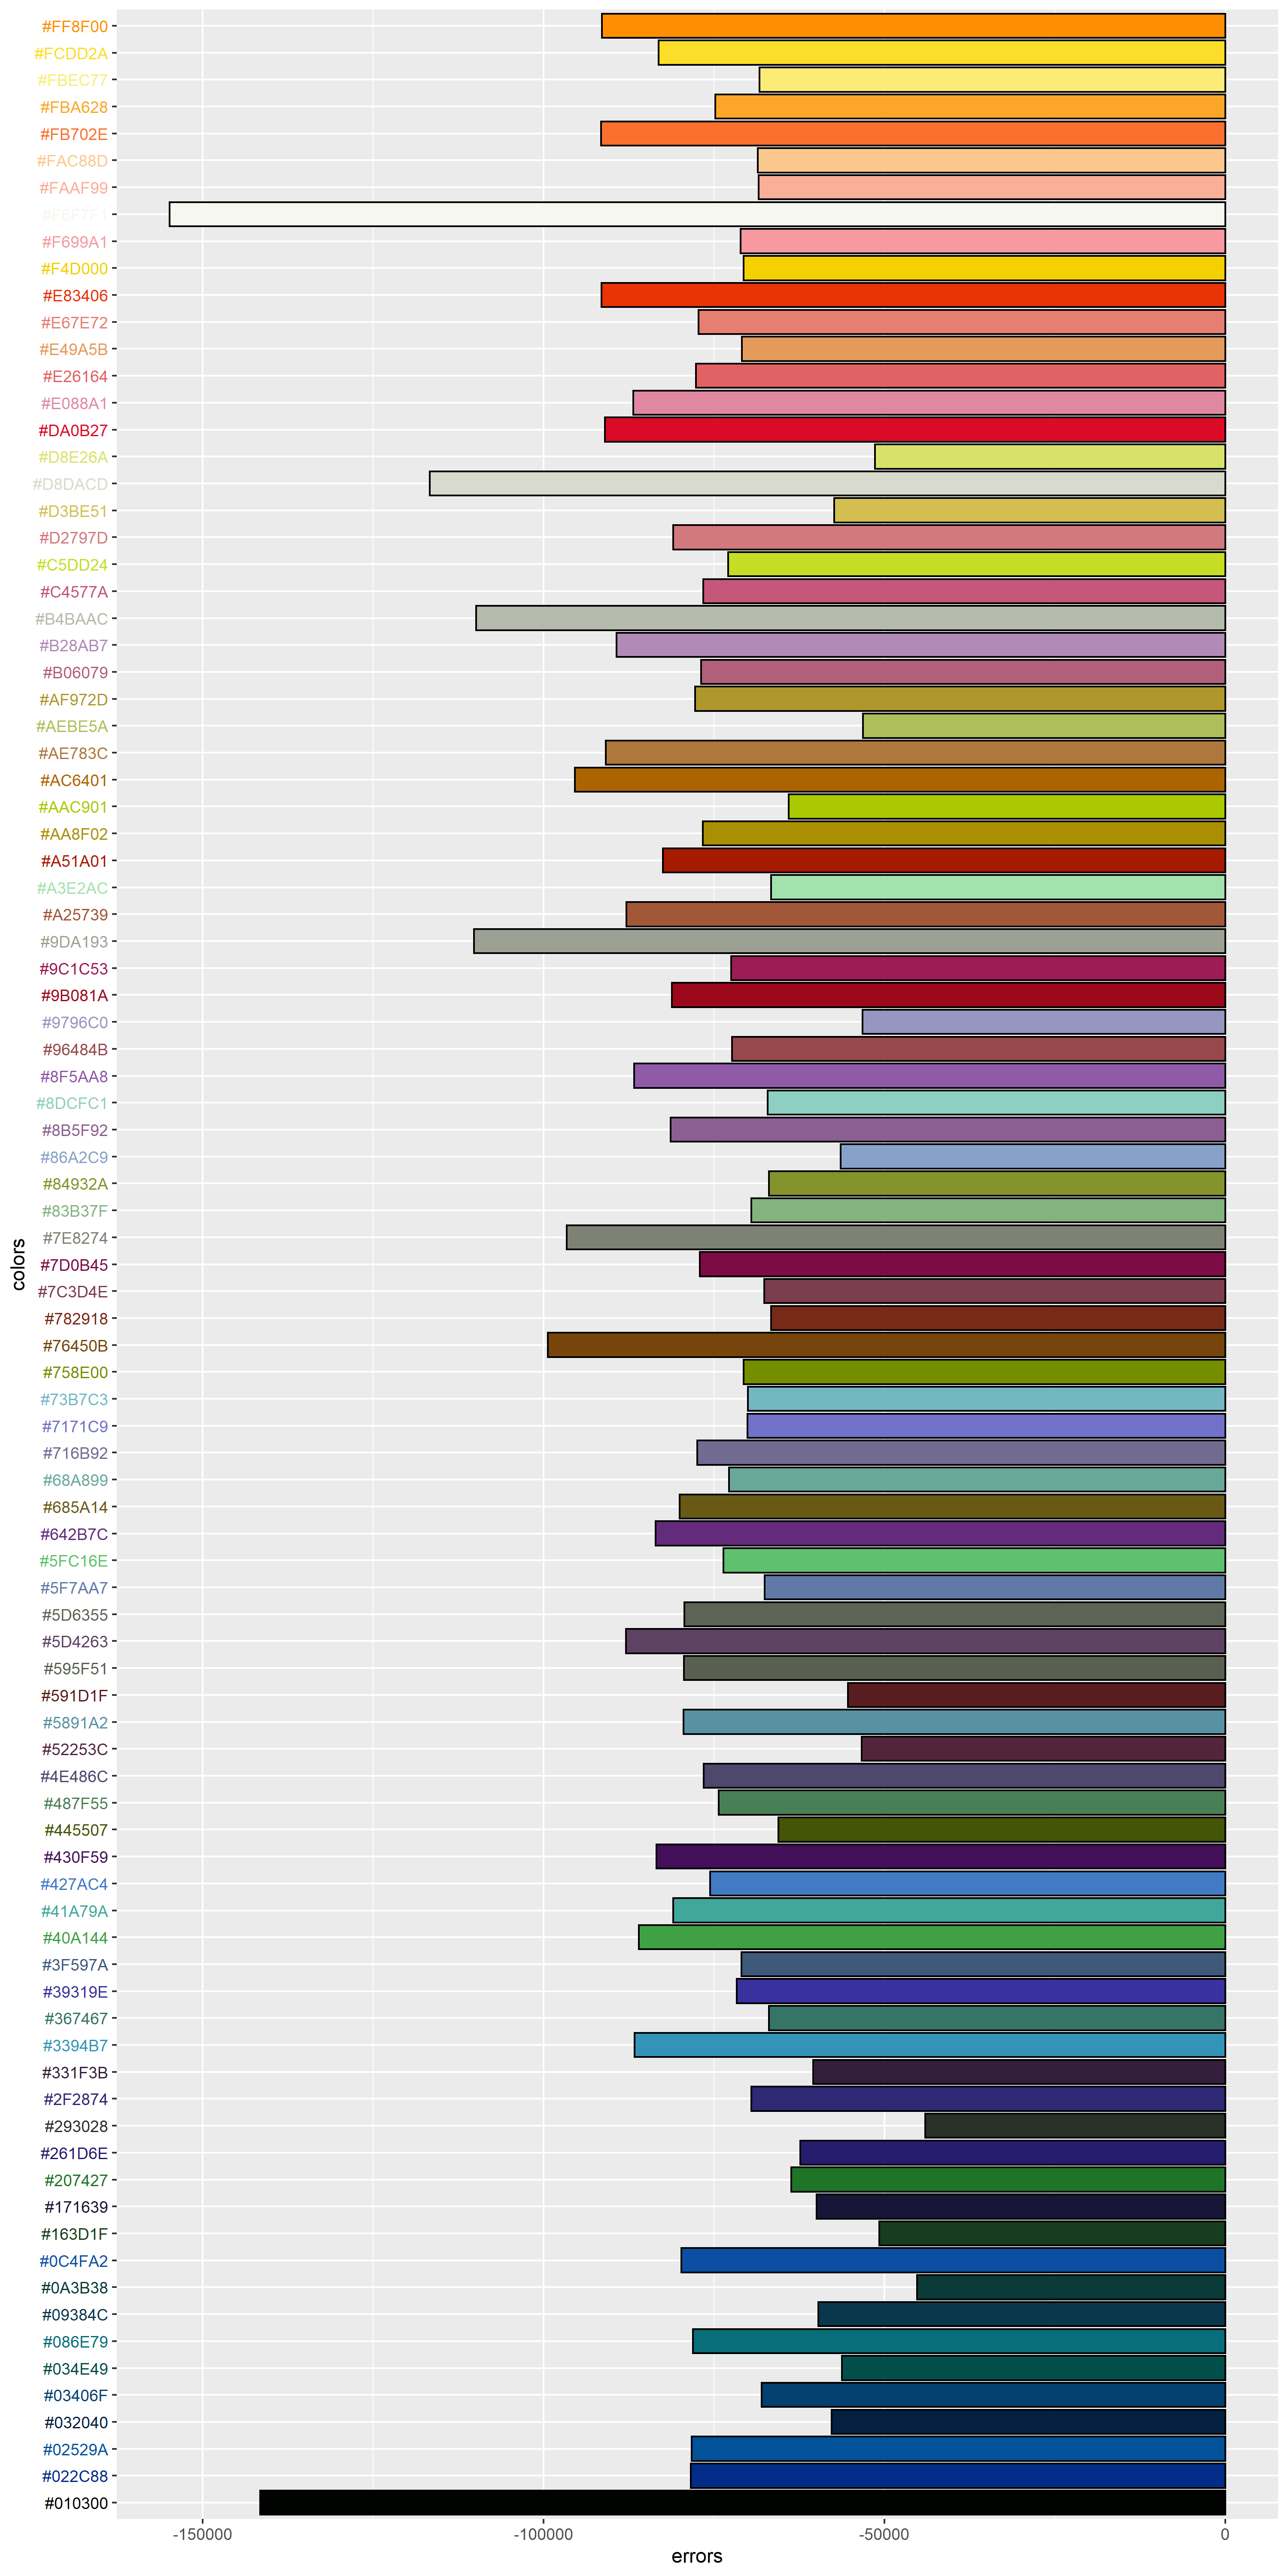 #FF8F00
#FCDD2A
#FBEC77
#FBA628
#FB702E
#FAC88D
#FAAF99
#F6F7F1
#F699A1
#F4D000
#E83406
#E67E72
#E49A5B
#E26164
#E088A1
#DA0B27
#D8E26A
#D8DACD
#D3BE51
#D2797D
#C5DD24
#C4577A
#B4BAAC
#B28AB7
#B06079
#AF972D
#AEBE5A
#AE783C
#AC6401
#AAC901
#AA8F02
#A51A01
#A3E2AC
#A25739
#9DA193
#9C1C53
#9B081A
#9796C0
#96484B
#8F5AA8
#8DCFC1
#8B5F92
#86A2C9
#84932A
#83B37F
#7E8274
#7D0B45
#7C3D4E
#782918
#76450B
#758E00
#73B7C3
#7171C9
#716B92
#68A899
#685A14
#642B7C
#5FC16E
#5F7AA7
#5D6355
#5D4263
#595F51
#591D1F
#5891A2
#52253C
#4E486C
#487F55
#445507
#430F59
#427AC4
#41A79A
#40A144
#3F597A
#39319E
#367467
#3394B7
#331F3B
#2F2874
#293028
#261D6E
#207427
#171639
#163D1F
#0C4FA2
#0A3B38
#09384C
#086E79
#034E49
#03406F
#032040
#02529A
#022C88
#010300
colors
-150000
-100000
-50000
0
errors